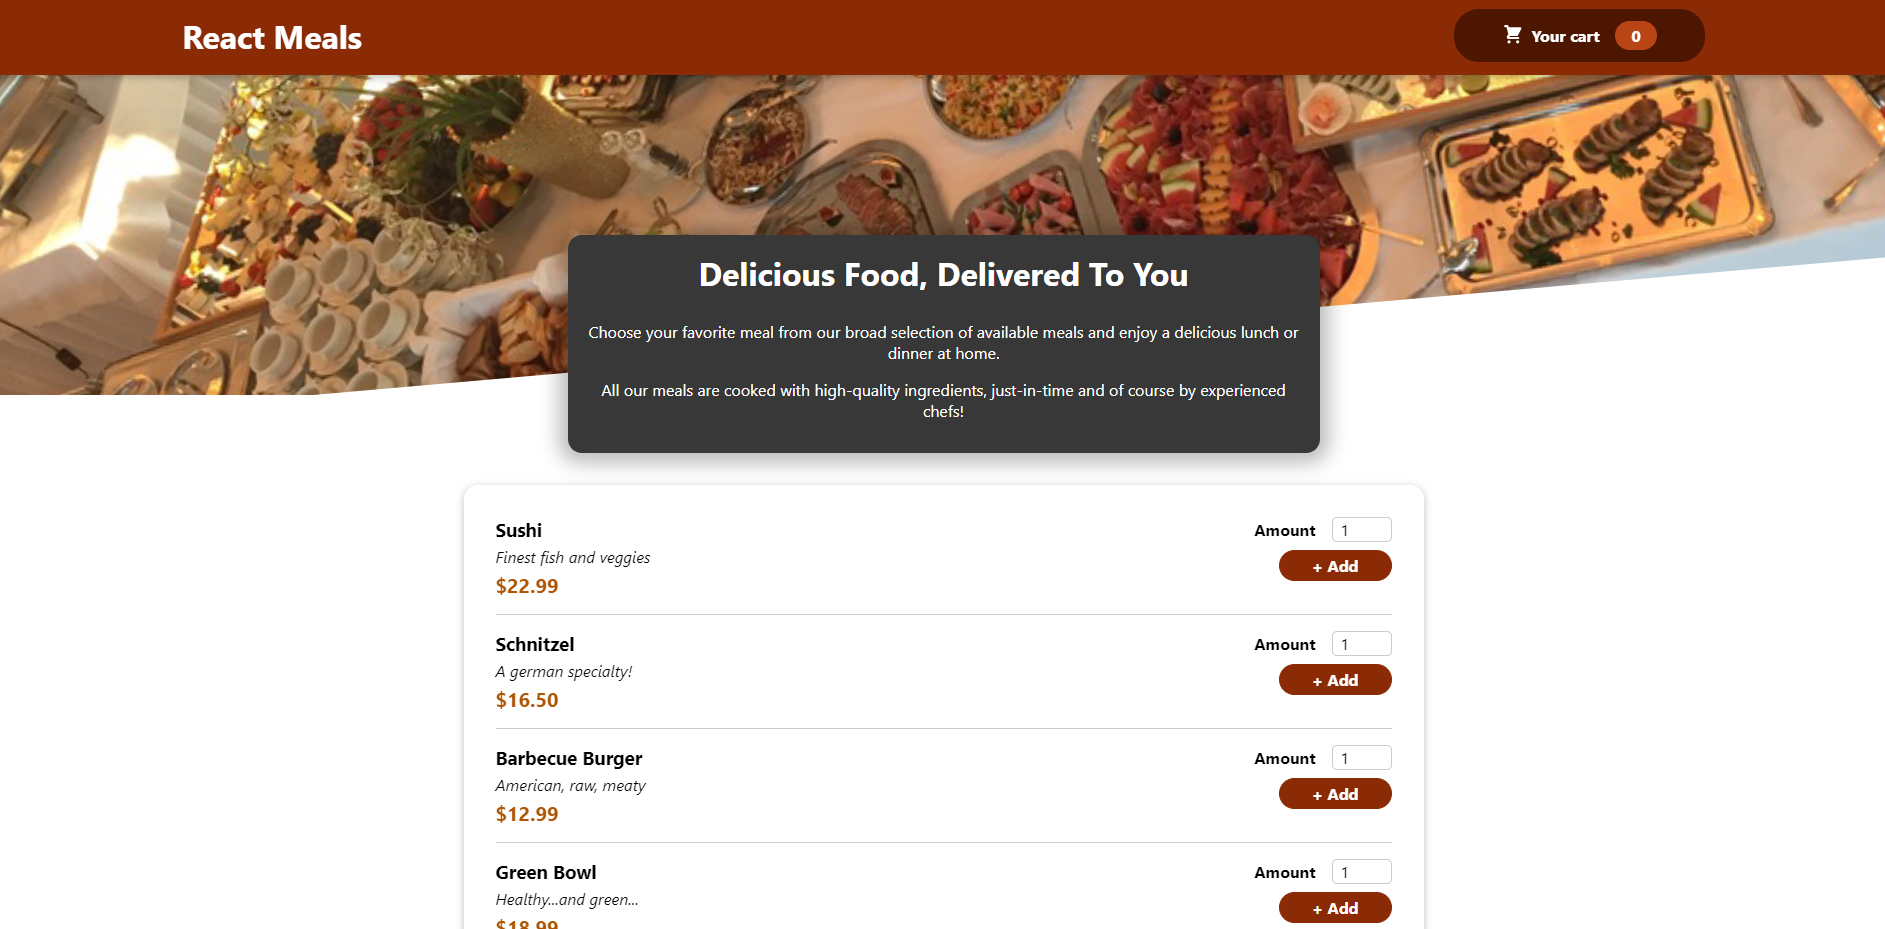 React Meals
Your cart 0
Delicious Food, Delivered To You
Choose your favorite meal from our broad selection of available meals and enjoy a delicious lunch or
dinner at home.
All our meals are cooked with high-quality ingredients, just-in-time and of course by experienced
chefs!
Sushi
Finest fish and veggies
$22.99
Amount 1
+ Add
Schnitzel
A german specialty!
$16.50
Amount 1
+ Add
Barbecue Burger
American, raw, meaty
$12.99
Amount 1
+ Add
Green Bowl
Healthy...and green...
$18.99
Amount 1
+ Add